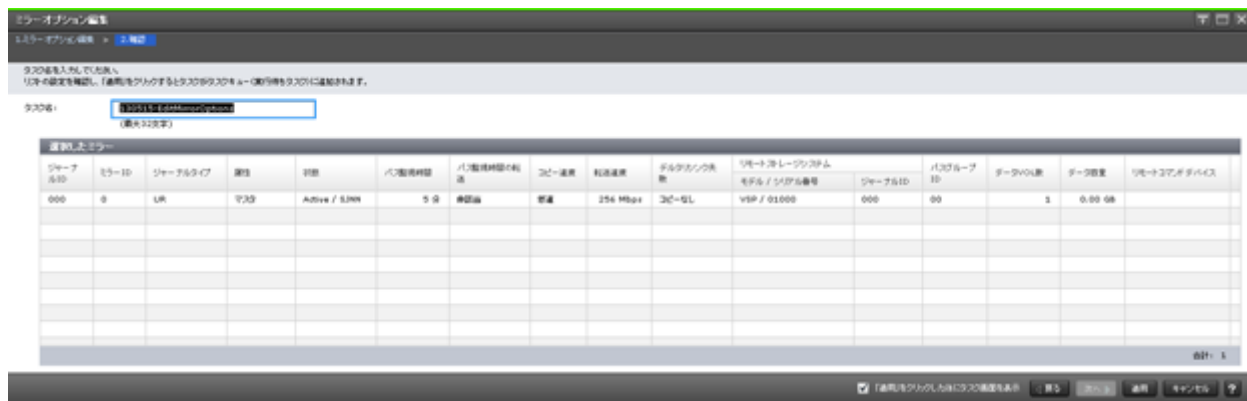 ミラーオプション編集
1.ミラーオプション編集 > 2.確認
タスク名を入力してください。
リストの設定を確認し、「適用」をクリックするとタスクがタスクキュー(実行待ちタスク)に追加されます。
タスク名: 130515-EditMirrorOptions
(最大32文字)
選択したミラー
ジャーナルID ミラーID ジャーナルタイプ 属性 状態 パス監視時間 パス監視時間の転送 コピー速度 転送速度 デルタリシンク失敗 リモートストレージシステム パスグループID データVOL数 データ容量 リモートコマンドデバイス
モデル / シリアル番号 ジャーナルID
000 0 UR マスタ Active / SJNN 5 分 普通 256 Mbps コピーなし VSP / 01000 000 00 1 0.00 GB
合計: 1
「適用」をクリックした後にタスク画面を表示 戻る 次へ 適用 キャンセル ?